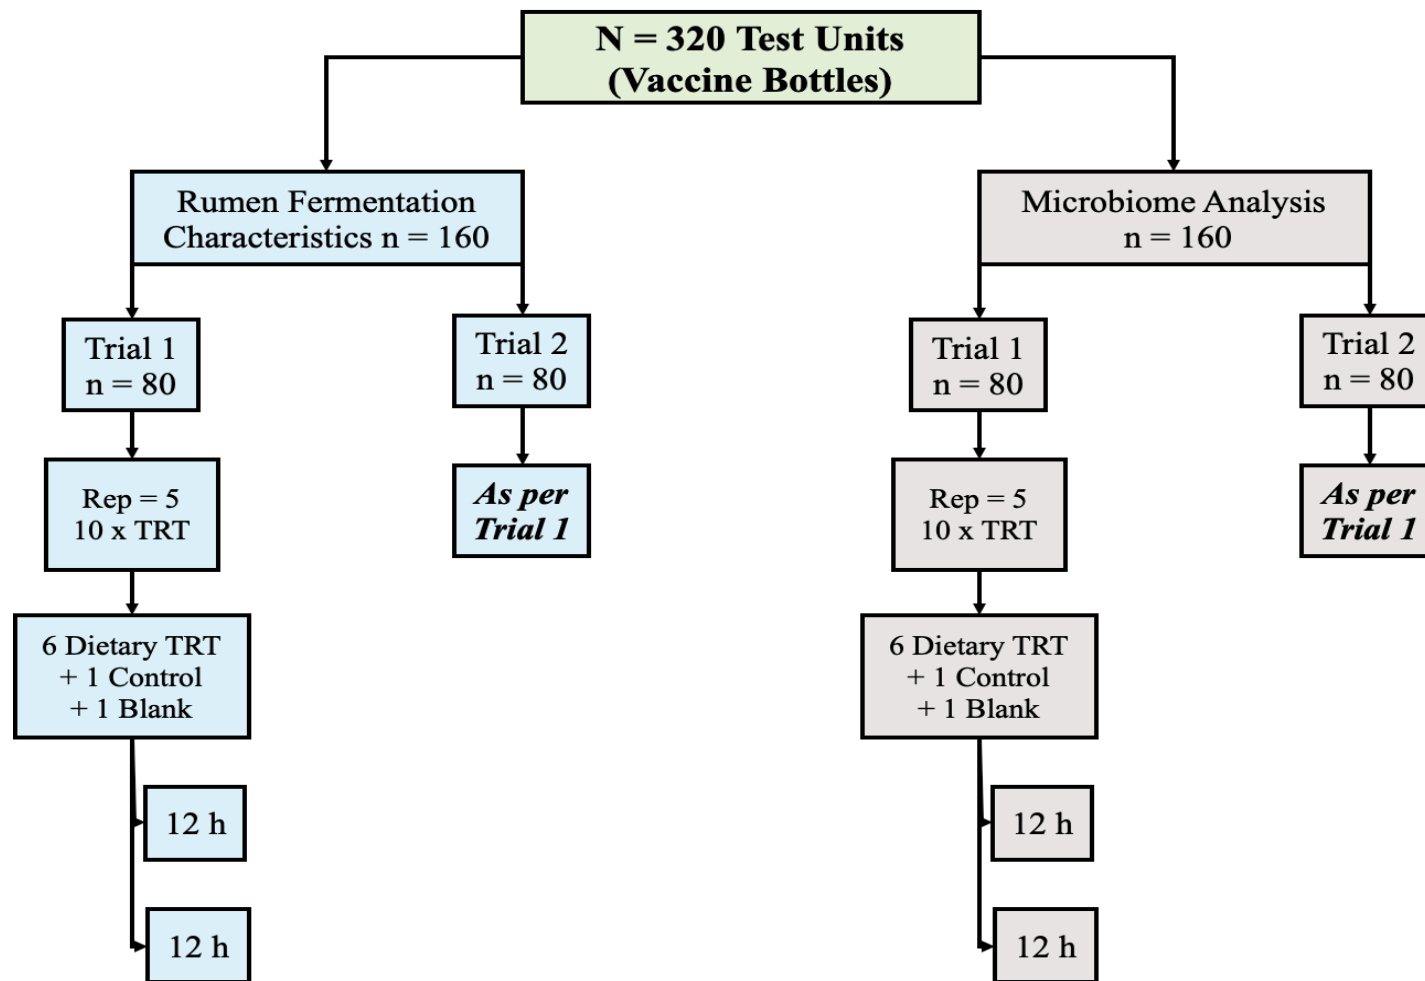 N = 320 Test Units
(Vaccine Bottles)
Rumen Fermentation
Characteristics n = 160
Microbiome Analysis
n = 160
Trial 1
n = 80
Trial 2
n = 80
Trial 1
n = 80
Trial 2
n = 80
Rep = 5
10 x TRT
As per
Trial 1
Rep = 5
10 x TRT
As per
Trial 1
6 Dietary TRT
+ 1 Control
+ 1 Blank
6 Dietary TRT
+ 1 Control
+ 1 Blank
12 h
12 h
12 h
12 h